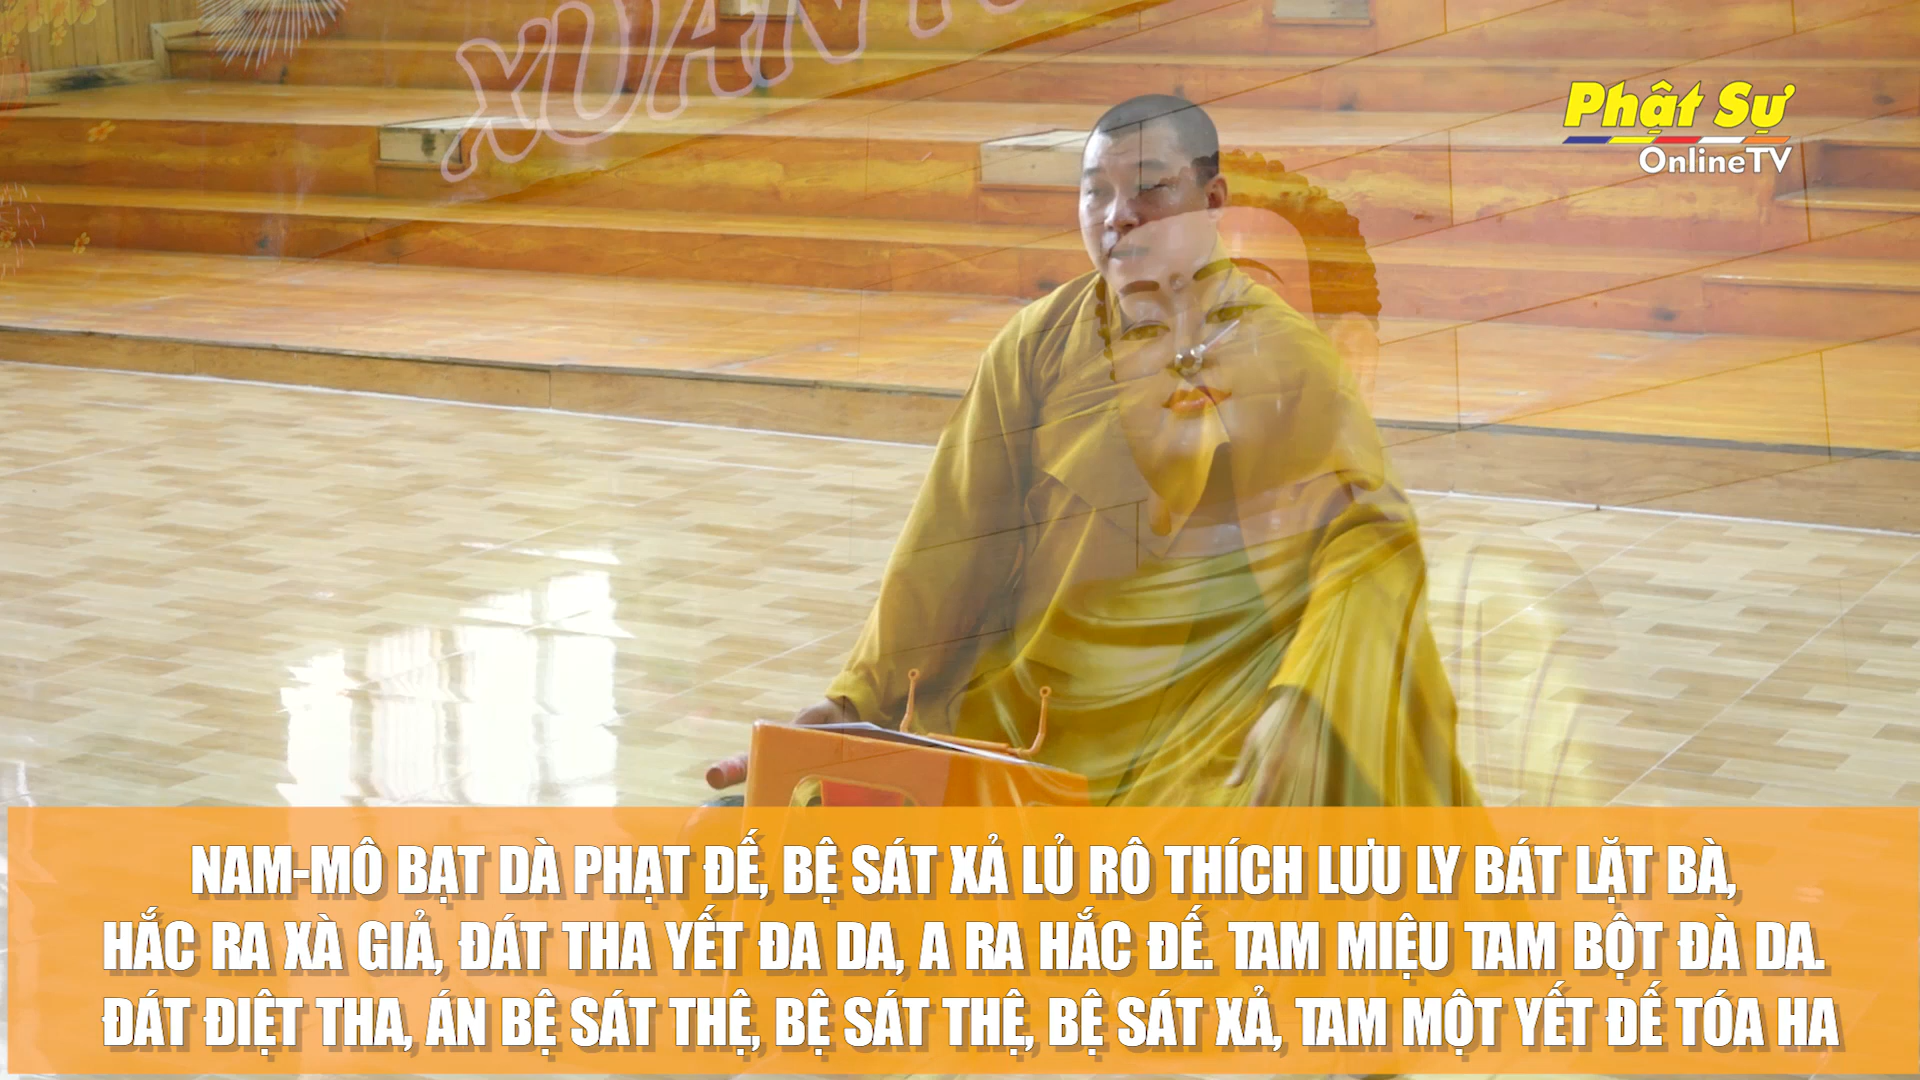 XUÂN
Phật Sự
OnlineTV
NAM-MÔ BẠT DÀ PHẠT ĐẾ, BỆ SÁT XẢ LỦ RÔ THÍCH LƯU LY BÁT LẶT BÀ,
HẮC RA XÀ GIẢ, ĐÁT THA YẾT ĐA DA, A RA HẮC ĐẾ. TAM MIỆU TAM BỘT ĐÀ DA.
ĐÁT ĐIỆT THA, ÁN BỆ SÁT THỆ, BỆ SÁT THỆ, BỆ SÁT XẢ, TAM MỘT YẾT ĐẾ TÓA HA